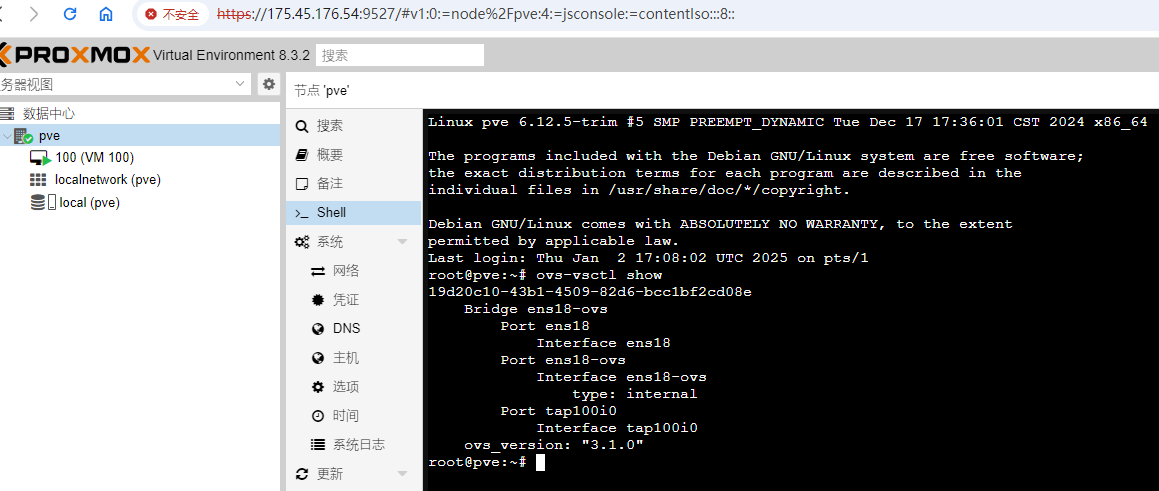 不安全
https://175.45.176.54:9527/#v1:0:=node%2Fpve:4:=jsconsole:=contentIso:::8::
PROXMOX Virtual Environment 8.3.2 搜索
务器视图
节点 'pve'
数据中心
pve
100 (VM 100)
localnetwork (pve)
local (pve)
搜索
概要
备注
Shell
系统
网络
凭证
DNS
主机
选项
时间
系统日志
更新
Linux pve 6.12.5-trim #5 SMP PREEMPT_DYNAMIC Tue Dec 17 17:36:01 CST 2024 x86_64
The programs included with the Debian GNU/Linux system are free software;
the exact distribution terms for each program are described in the
individual files in /usr/share/doc/*/copyright.
Debian GNU/Linux comes with ABSOLUTELY NO WARRANTY, to the extent
permitted by applicable law.
Last login: Thu Jan  2 17:08:02 UTC 2025 on pts/1
root@pve:~# ovs-vsctl show
19d20c10-43b1-4509-82d6-bcc1bf2cd08e
    Bridge ens18-ovs
        Port ens18
            Interface ens18
        Port ens18-ovs
            Interface ens18-ovs
                type: internal
        Port tap100i0
            Interface tap100i0
    ovs_version: "3.1.0"
root@pve:~#